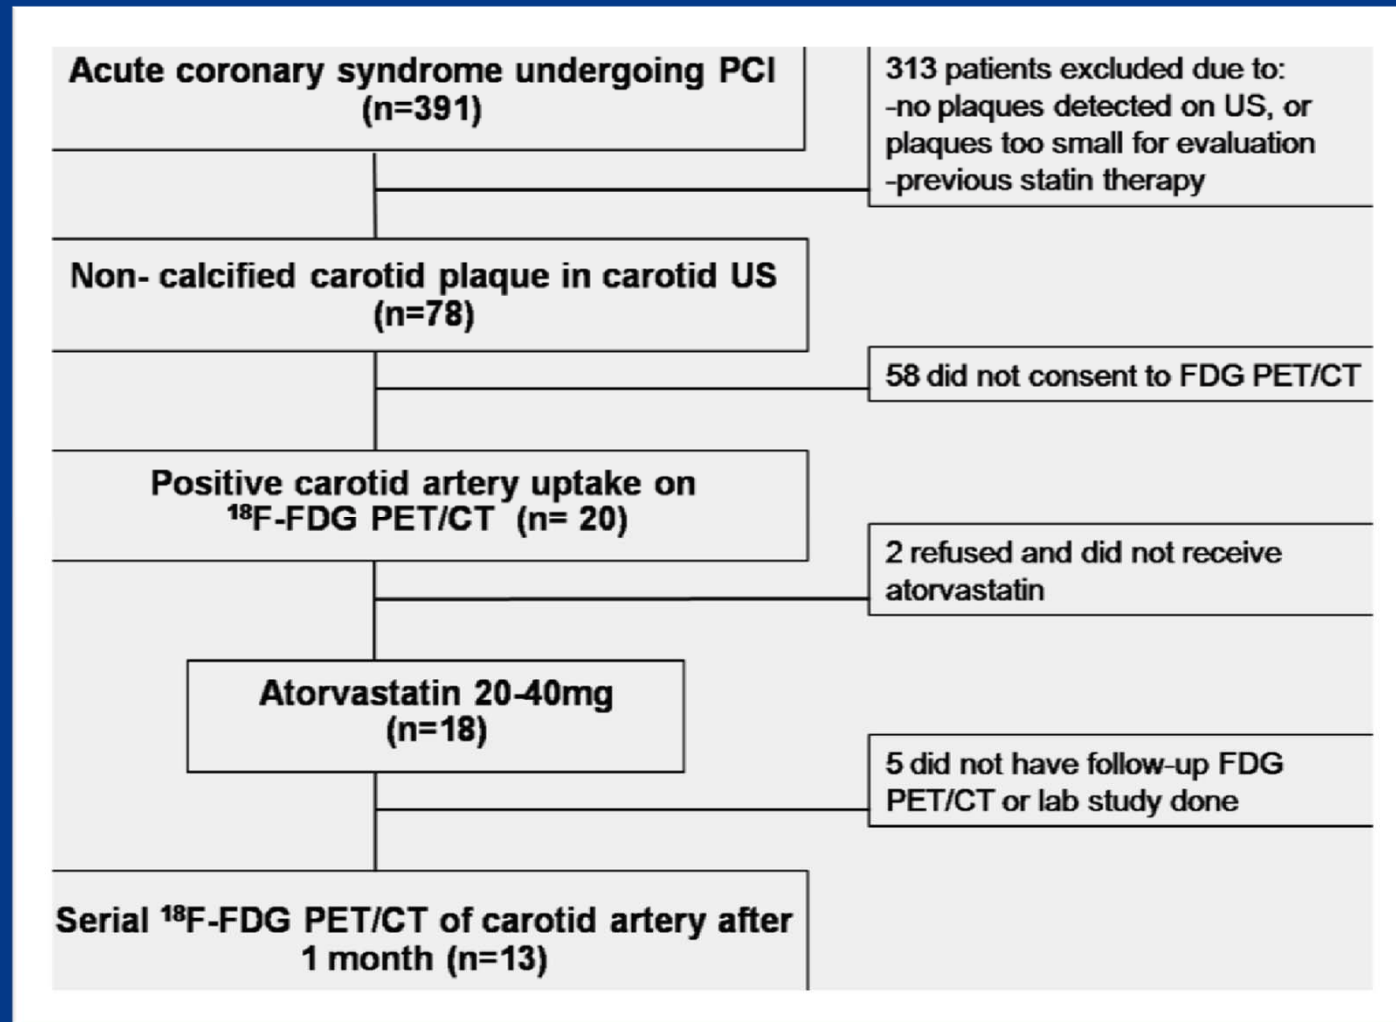 Acute coronary syndrome undergoing PCI
(n=391)
313 patients excluded due to:
-no plaques detected on US, or
plaques too small for evaluation
-previous statin therapy
Non- calcified carotid plaque in carotid US
(n=78)
58 did not consent to FDG PET/CT
Positive carotid artery uptake on
¹⁸F-FDG PET/CT (n= 20)
2 refused and did not receive
atorvastatin
Atorvastatin 20-40mg
(n=18)
5 did not have follow-up FDG
PET/CT or lab study done
Serial ¹⁸F-FDG PET/CT of carotid artery after
1 month (n=13)